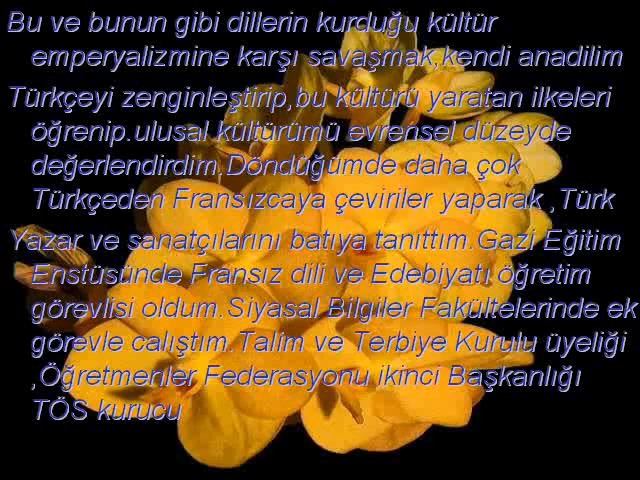 Bu ve bunun gibi dillerin kurduğu kültür
emperyalizmine karşı savaşmak,kendi anadilim
Türkçeyi zenginleştirip,bu kültürü yaratan ilkeleri
öğrenip.ulusal kültürümü evrensel düzeyde
değerlendirdim.Döndüğümde daha çok
Türkçeden Fransızcaya çeviriler yaparak ,Türk
Yazar ve sanatçılarını batıya tanıttım.Gazi Eğitim
Enstüsünde Fransız dili ve Edebiyatı öğretim
görevlisi oldum.Siyasal Bilgiler Fakültelerinde ek
görevle calıştım.Talim ve Terbiye Kurulu üyeliği
,Öğretmenler Federasyonu ikinci Başkanlığı
TÖS kurucu